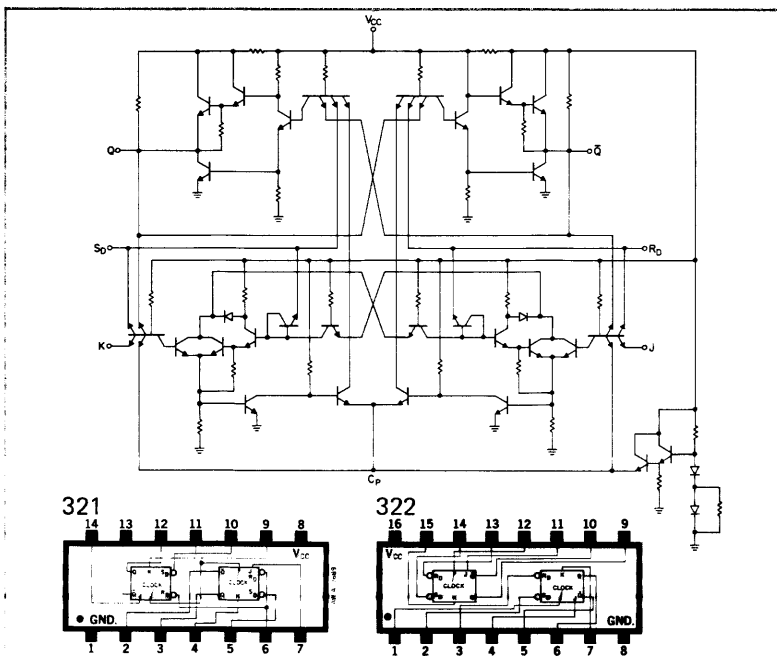 VCC
Q
Q̄
SD
RD
K
J
CP
321
14 13 12 11 10 9 8
VCC
CLOCK
CLOCK
GND.
1 2 3 4 5 6 7
322
16 15 14 13 12 11 10 9
VCC
CLOCK
CLOCK
GND.
1 2 3 4 5 6 7 8